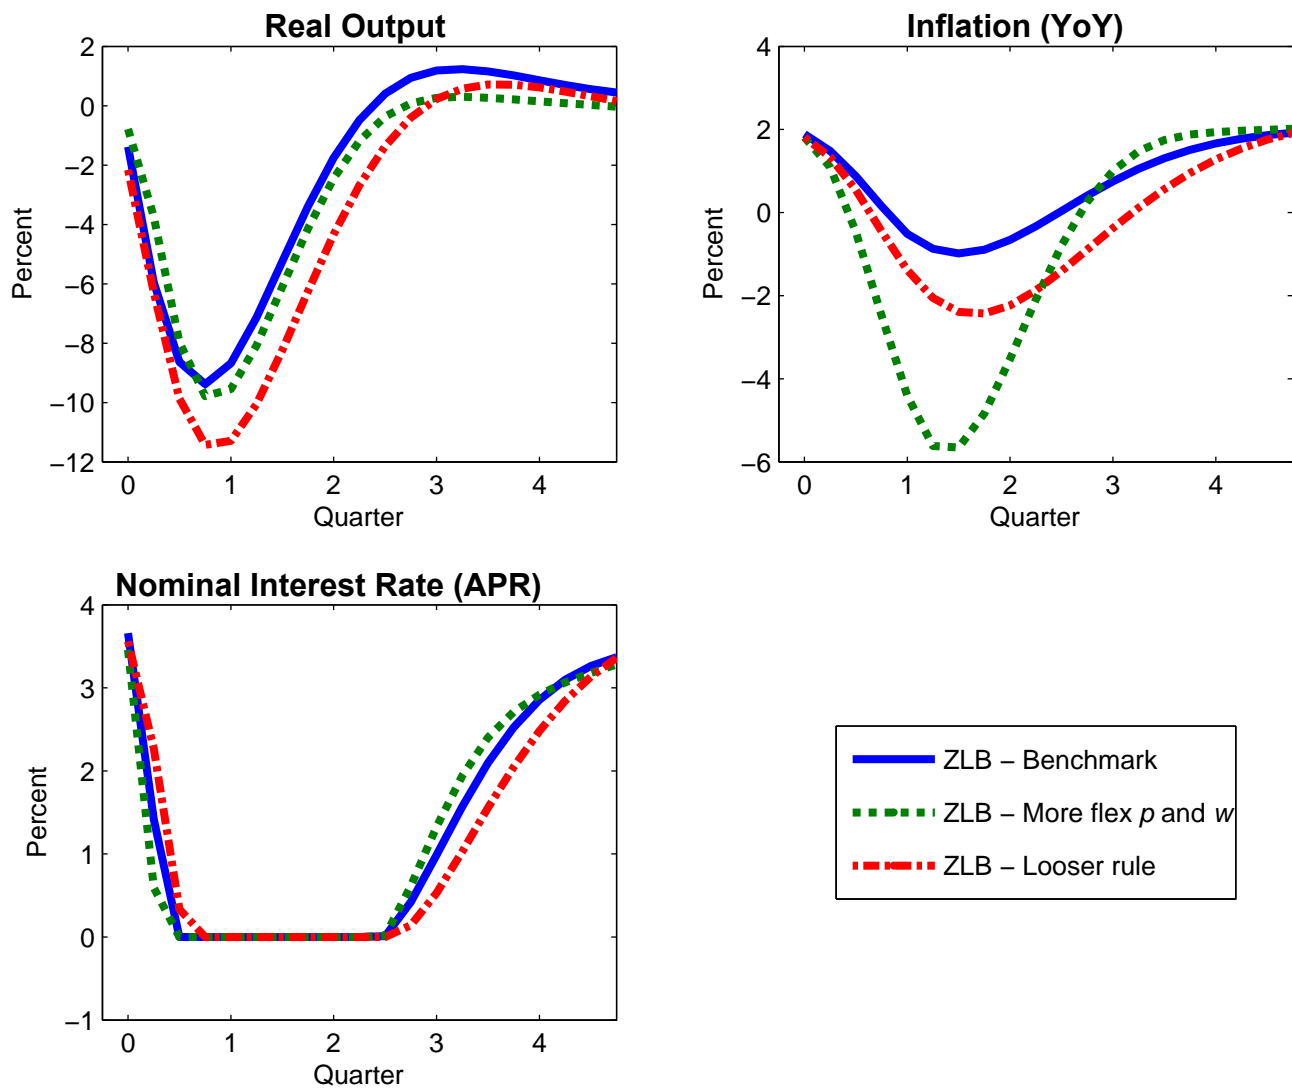 Real Output
2
0
−2
−4
−6
−8
−10
−12
Percent
0 1 2 3 4
Quarter
Inflation (YoY)
4
2
0
−2
−4
−6
Percent
0 1 2 3 4
Quarter
Nominal Interest Rate (APR)
4
3
2
1
0
−1
Percent
0 1 2 3 4
Quarter
ZLB − Benchmark
ZLB − More flex p and w
ZLB − Looser rule